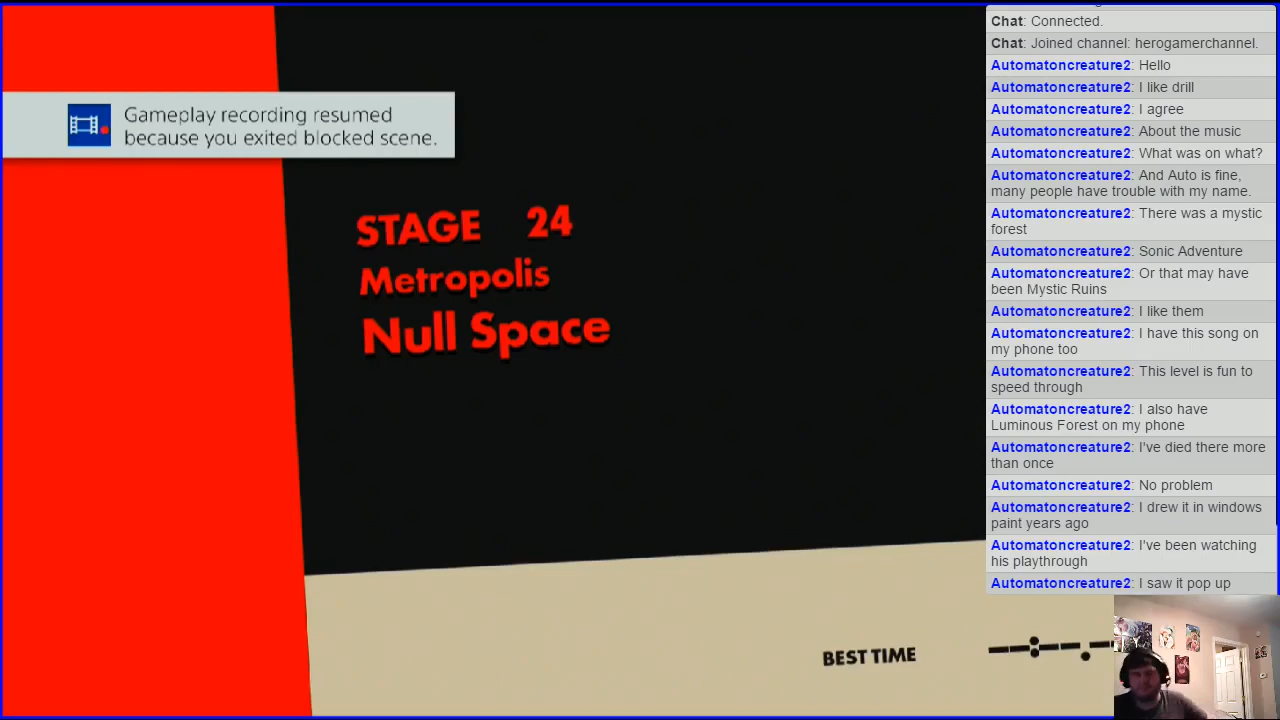 Gameplay recording resumed
because you exited blocked scene.
STAGE 24
Metropolis
Null Space
BEST TIME
Chat: Connected.
Chat: Joined channel: herogamerchannel.
Automatoncreature2: Hello
Automatoncreature2: I like drill
Automatoncreature2: I agree
Automatoncreature2: About the music
Automatoncreature2: What was on what?
Automatoncreature2: And Auto is fine,
many people have trouble with my name.
Automatoncreature2: There was a mystic
forest
Automatoncreature2: Sonic Adventure
Automatoncreature2: Or that may have
been Mystic Ruins
Automatoncreature2: I like them
Automatoncreature2: I have this song on
my phone too
Automatoncreature2: This level is fun to
speed through
Automatoncreature2: I also have
Luminous Forest on my phone
Automatoncreature2: I've died there more
than once
Automatoncreature2: No problem
Automatoncreature2: I drew it in windows
paint years ago
Automatoncreature2: I've been watching
his playthrough
Automatoncreature2: I saw it pop up